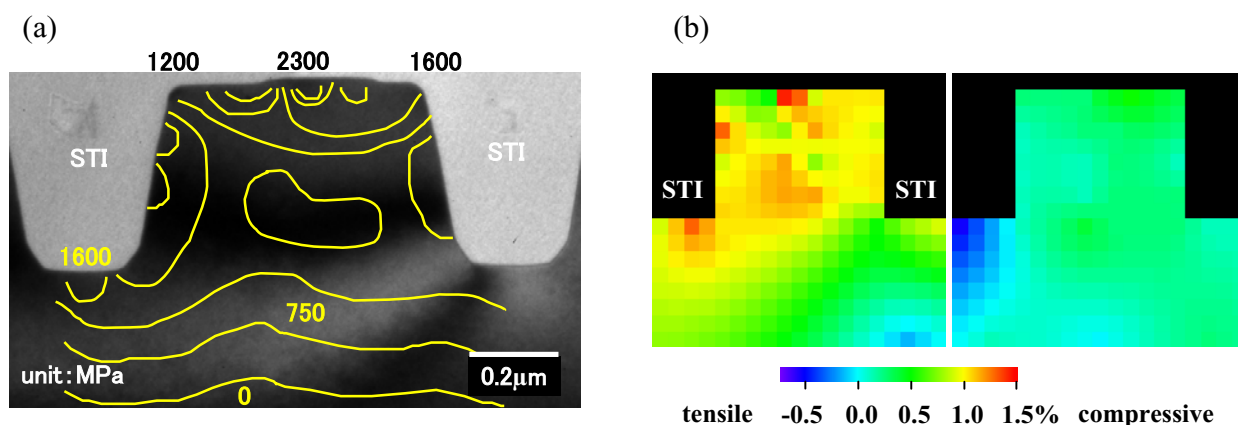 (a)
(b)
1200 2300 1600
STI STI
1600
750
unit:MPa
0
0.2μm
STI STI
tensile -0.5 0.0 0.5 1.0 1.5% compressive